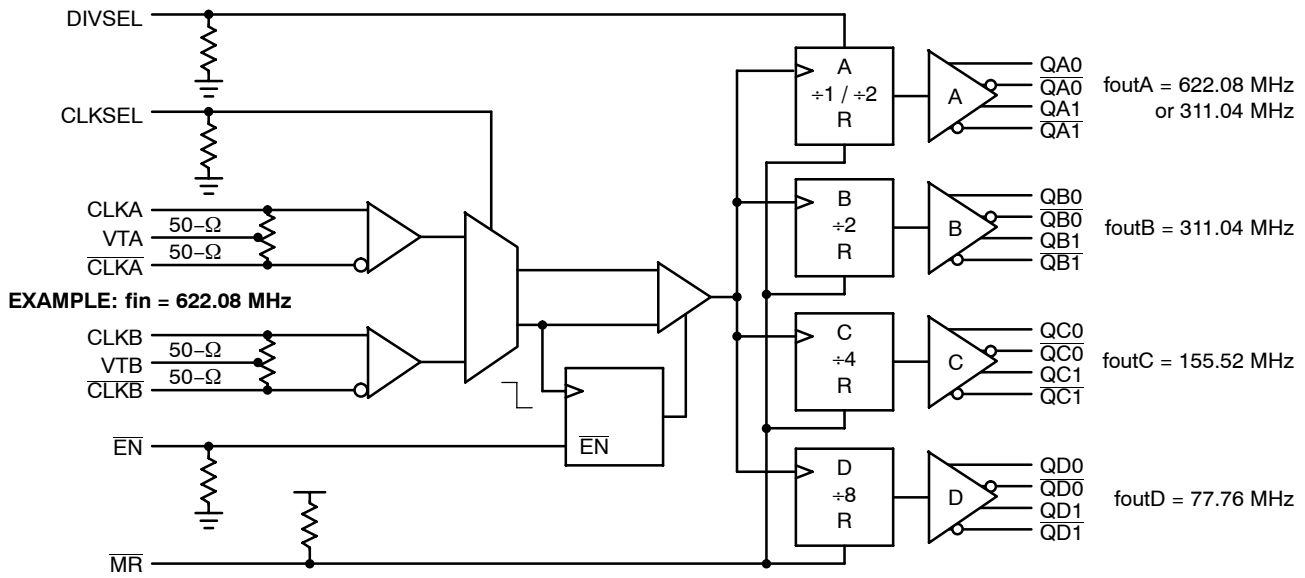 DIVSEL
CLKSEL
CLKA
50−Ω
VTA
50−Ω
CLKA
EXAMPLE: fin = 622.08 MHz
CLKB
50−Ω
VTB
50−Ω
CLKB
EN
EN
MR
A
÷1 / ÷2
R
A
QA0
QA0
QA1
QA1
foutA = 622.08 MHz
or 311.04 MHz
B
÷2
R
B
QB0
QB0
QB1
QB1
foutB = 311.04 MHz
C
÷4
R
C
QC0
QC0
QC1
QC1
foutC = 155.52 MHz
D
÷8
R
D
QD0
QD0
QD1
QD1
foutD = 77.76 MHz